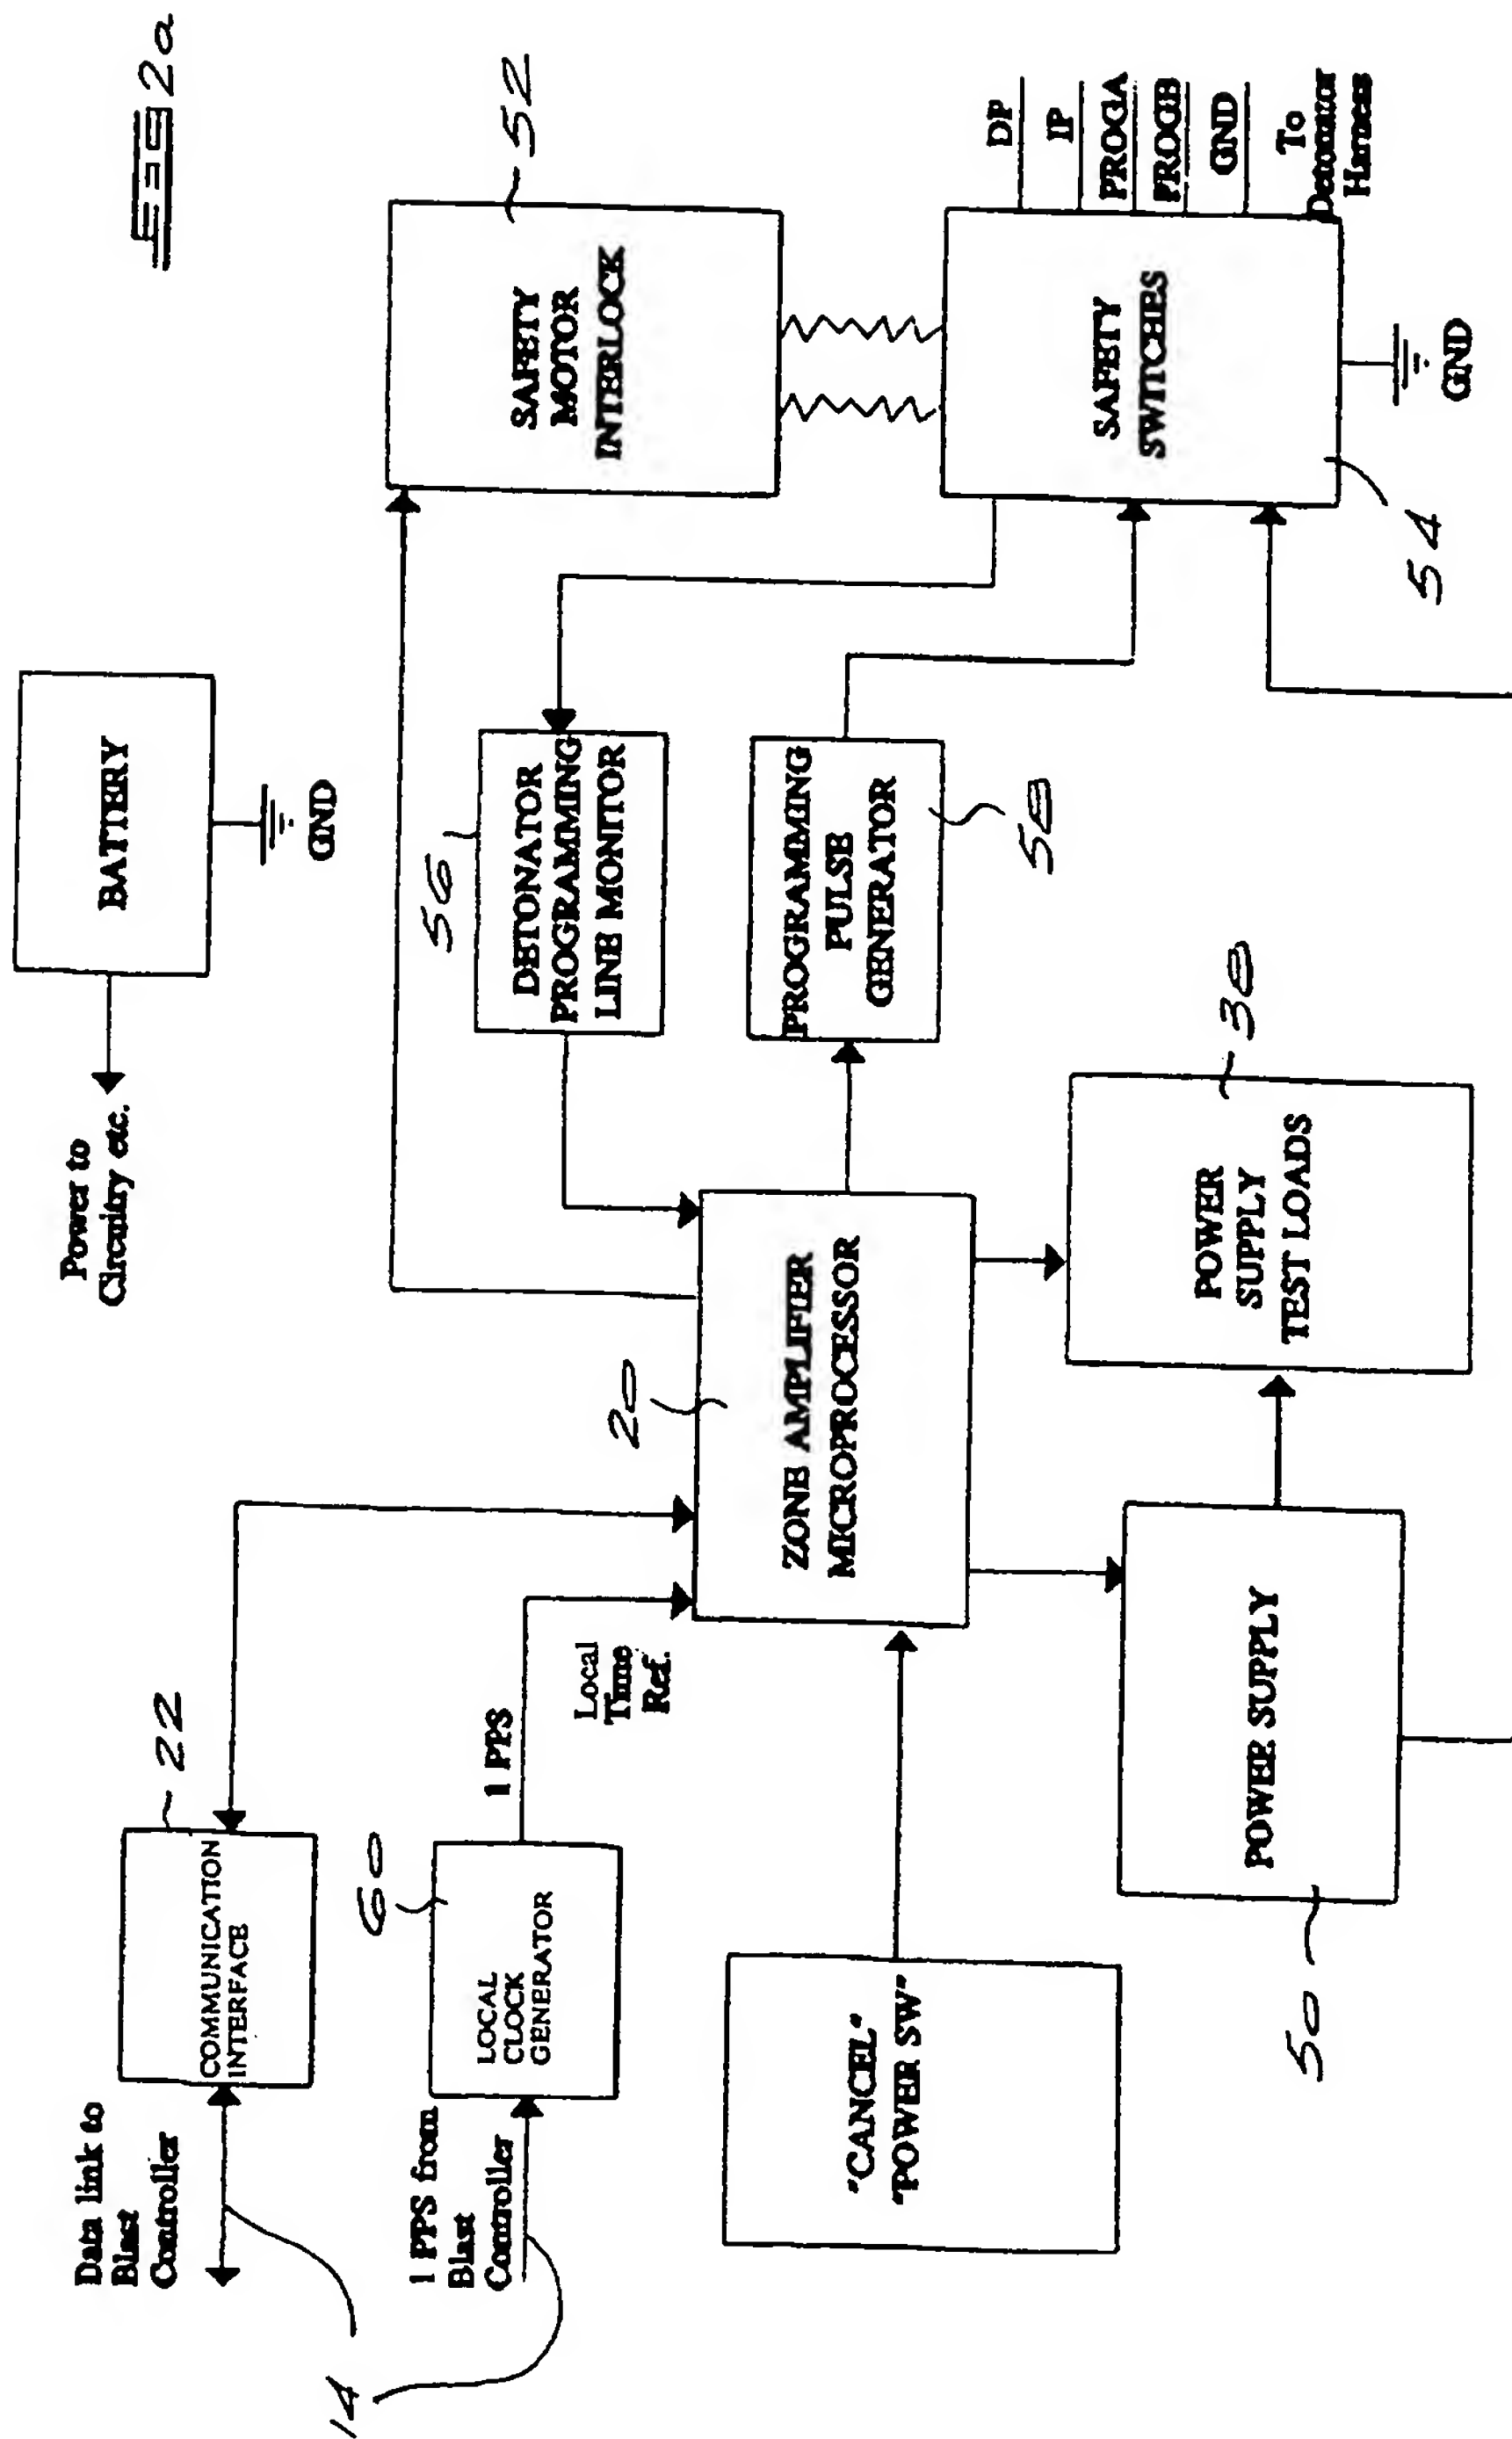 FIG 2a
BATTERY
GND
Power to
Circuitry etc.
Data link to
Blast
Controller
COMMUNICATION
INTERFACE
22
14
1 PPS from
Blast
Controller
LOCAL
CLOCK
GENERATOR
60
1 PPS
Local
Time
Ref.
20
ZONE AMPLIFIER
MICROPROCESSOR
56
DETONATOR
PROGRAMMING
LINE MONITOR
SAFETY
MOTOR
INTERLOCK
52
PROGRAMMING
PULSE
GENERATOR
58
SAFETY
SWITCHES
54
GND
DP
IP
PROGA
PROGB
GND
To
Detonator
Harness
"CANCEL"
"POWER SW"
POWER SUPPLY
50
POWER
SUPPLY
TEST LOADS
30